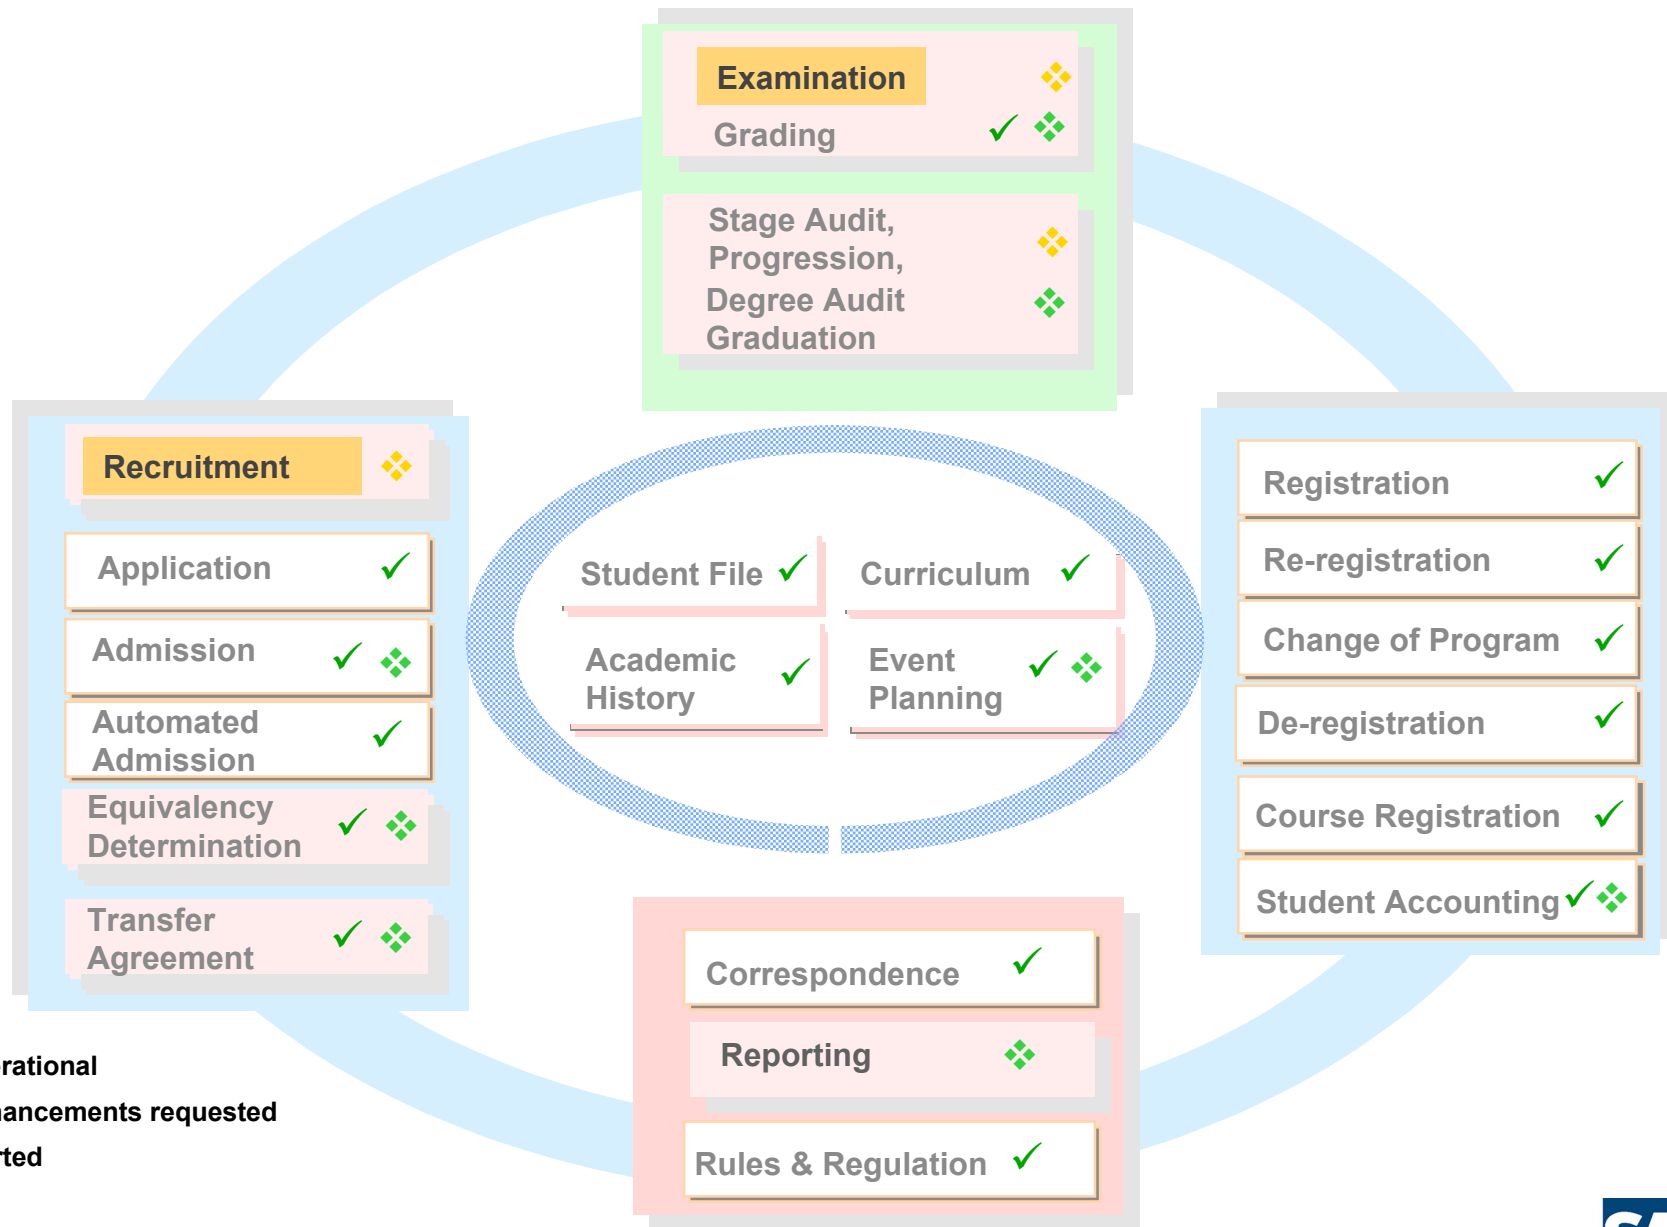 Examination
Grading
Stage Audit,
Progression,
Degree Audit
Graduation
Recruitment
Application
Admission
Automated
Admission
Equivalency
Determination
Transfer
Agreement
Student File
Curriculum
Academic
History
Event
Planning
Registration
Re-registration
Change of Program
De-registration
Course Registration
Student Accounting
Correspondence
Reporting
Rules & Regulation
erational
hancements requested
rted